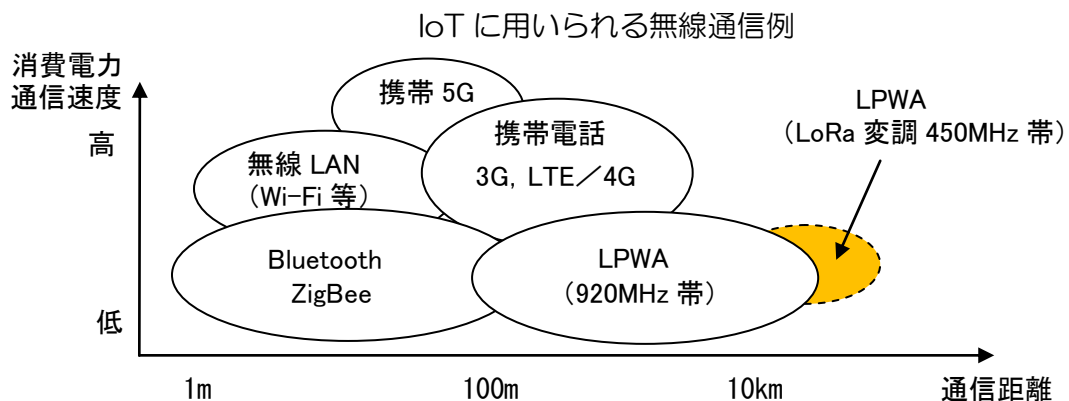 IoT に用いられる無線通信例
消費電力
通信速度
高
低
携帯 5G
携帯電話
3G, LTE／4G
無線 LAN
（Wi-Fi 等）
Bluetooth
ZigBee
LPWA
（920MHz 帯）
LPWA
（LoRa 変調 450MHz 帯）
1m
100m
10km
通信距離